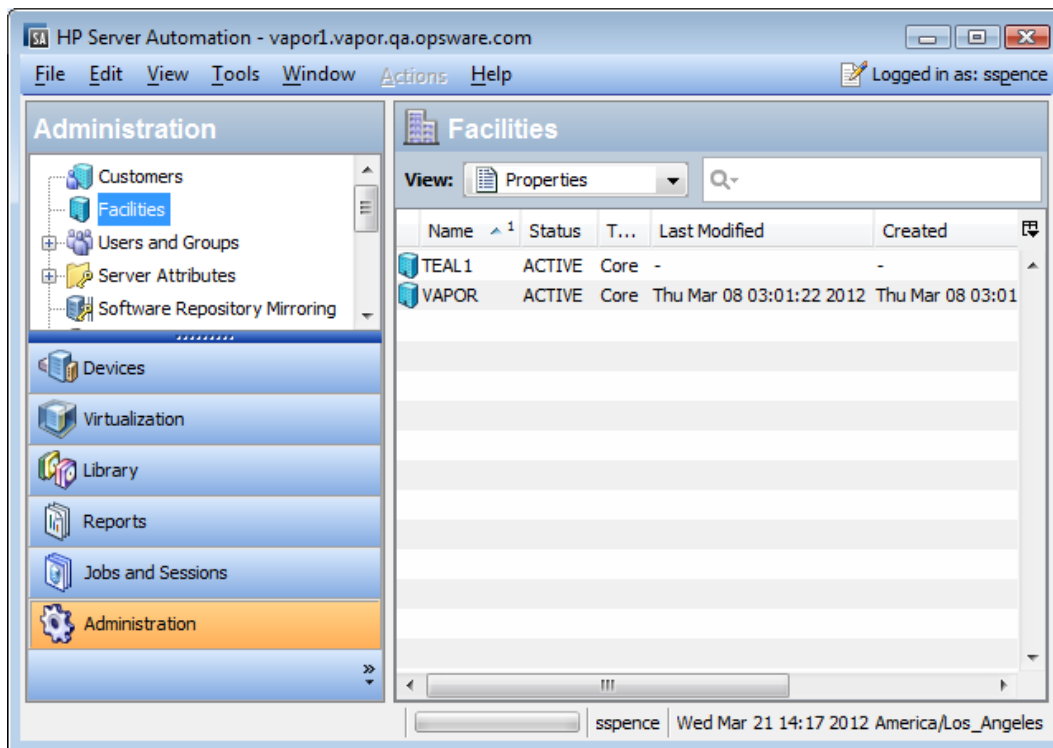 SA HP Server Automation - vapor1.vapor.qa.opsware.com
File Edit View Tools Window Actions Help Logged in as: sspence
Administration
Customers
Facilities
Users and Groups
Server Attributes
Software Repository Mirroring
Devices
Virtualization
Library
Reports
Jobs and Sessions
Administration
»
Facilities
View: Properties
Name 1 Status T... Last Modified Created
TEAL1 ACTIVE Core - -
VAPOR ACTIVE Core Thu Mar 08 03:01:22 2012 Thu Mar 08 03:01
sspence Wed Mar 21 14:17 2012 America/Los_Angeles